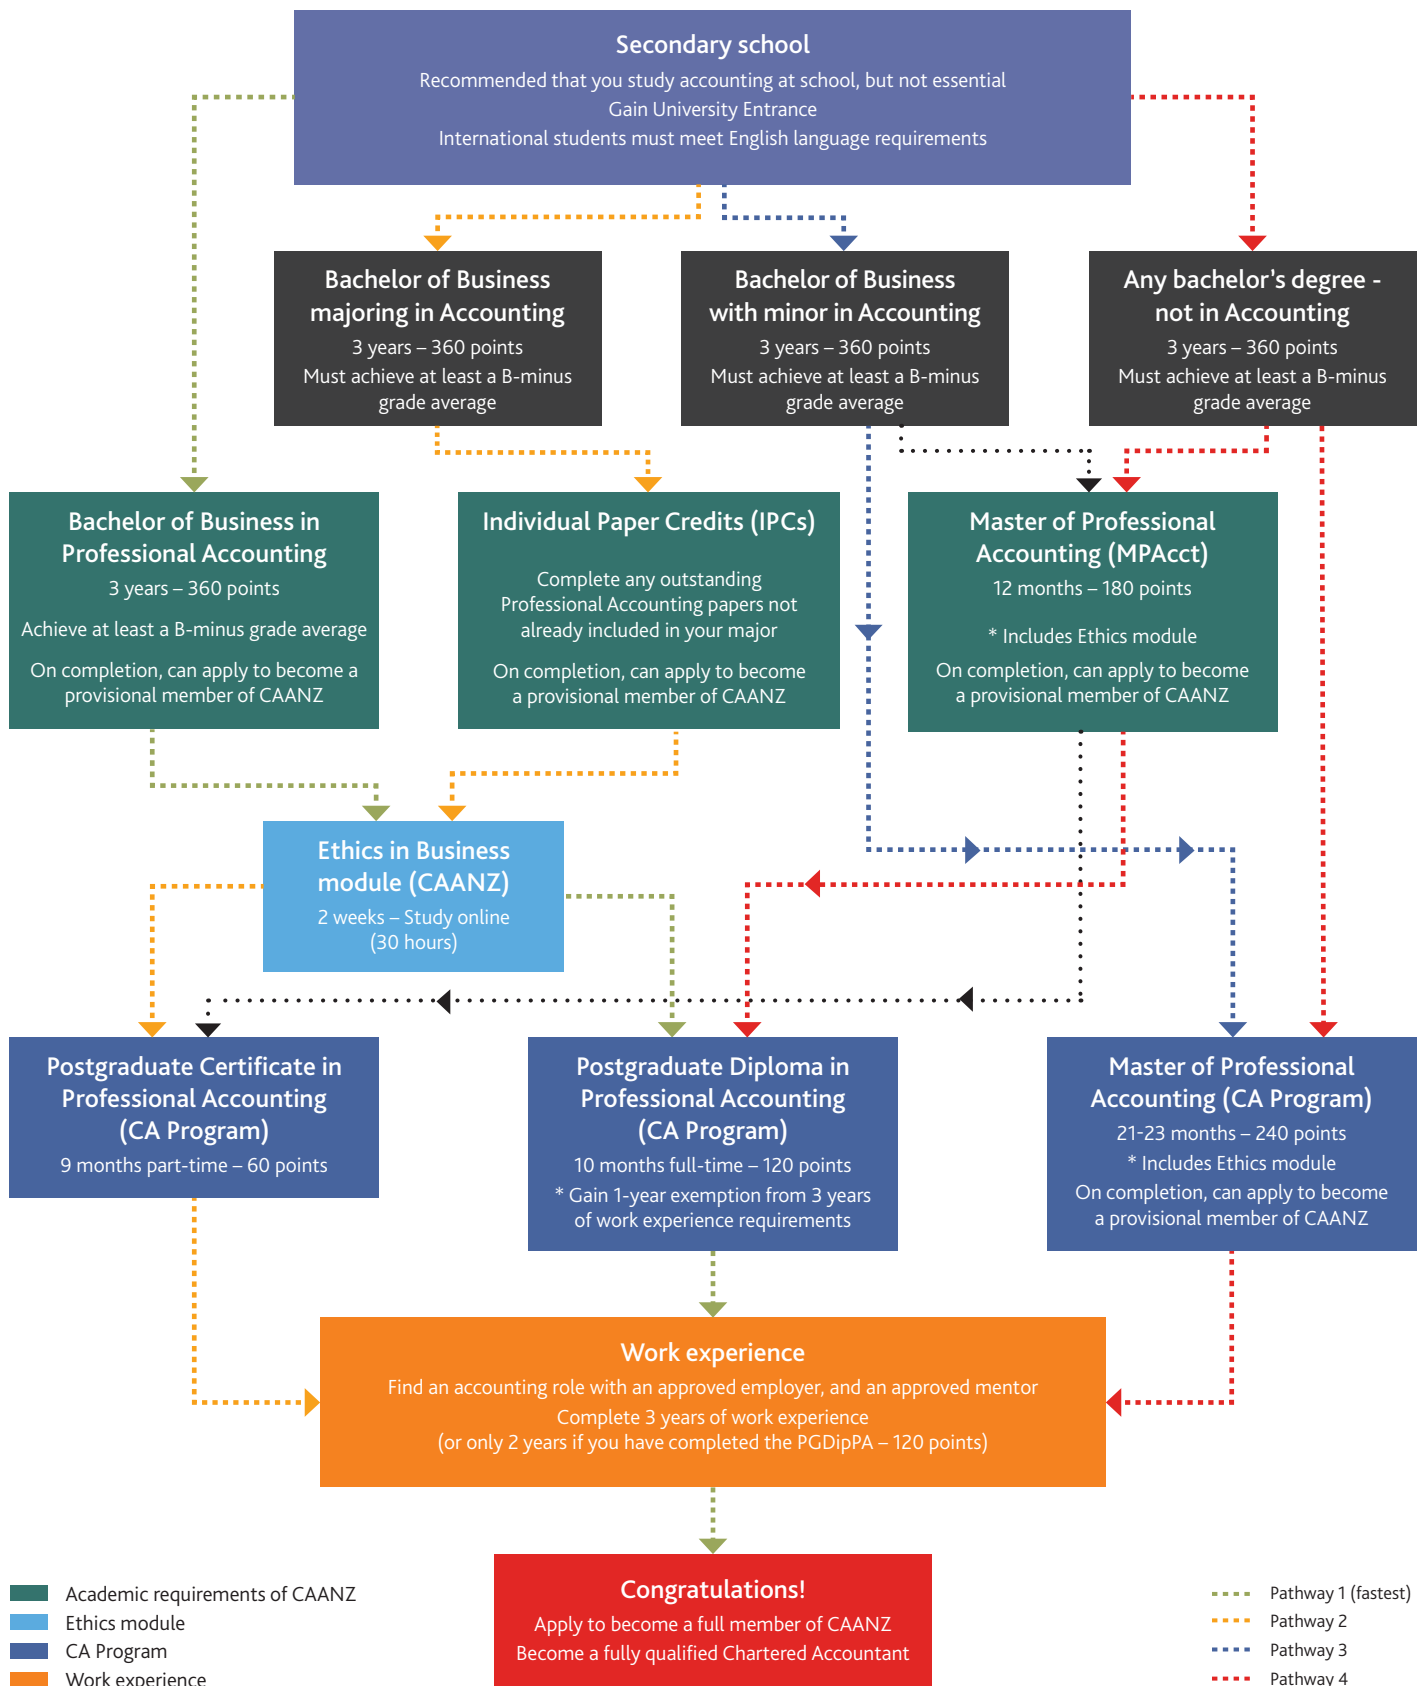 Secondary school
Recommended that you study accounting at school, but not essential
Gain University Entrance
International students must meet English language requirements
Bachelor of Business
majoring in Accounting
3 years – 360 points
Must achieve at least a B-minus
grade average
Bachelor of Business
with minor in Accounting
3 years – 360 points
Must achieve at least a B-minus
grade average
Any bachelor's degree -
not in Accounting
3 years – 360 points
Must achieve at least a B-minus
grade average
Bachelor of Business in
Professional Accounting
3 years – 360 points
Achieve at least a B-minus grade average
On completion, can apply to become a
provisional member of CAANZ
Individual Paper Credits (IPCs)
Complete any outstanding
Professional Accounting papers not
already included in your major
On completion, can apply to become
a provisional member of CAANZ
Master of Professional
Accounting (MPAcct)
12 months – 180 points
* Includes Ethics module
On completion, can apply to become
a provisional member of CAANZ
Ethics in Business
module (CAANZ)
2 weeks – Study online
(30 hours)
Postgraduate Certificate in
Professional Accounting
(CA Program)
9 months part-time – 60 points
Postgraduate Diploma in
Professional Accounting
(CA Program)
10 months full-time – 120 points
* Gain 1-year exemption from 3 years
of work experience requirements
Master of Professional
Accounting (CA Program)
21-23 months – 240 points
* Includes Ethics module
On completion, can apply to become
a provisional member of CAANZ
Work experience
Find an accounting role with an approved employer, and an approved mentor
Complete 3 years of work experience
(or only 2 years if you have completed the PGDipPA – 120 points)
Congratulations!
Apply to become a full member of CAANZ
Become a fully qualified Chartered Accountant
Academic requirements of CAANZ
Ethics module
CA Program
Work experience
Pathway 1 (fastest)
Pathway 2
Pathway 3
Pathway 4